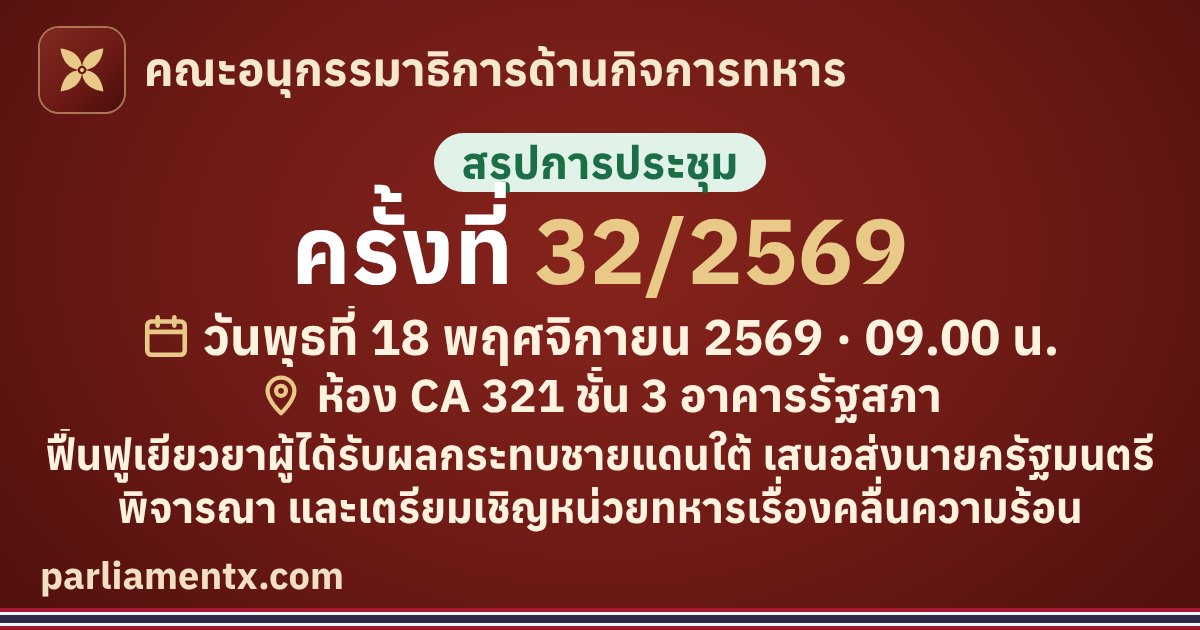 คณะอนุกรรมาธิการด้านกิจการทหาร
สรุปการประชุม
ครั้งที่ 32/2569
วันพุธที่ 18 พฤศจิกายน 2569 · 09.00 น.
ห้อง CA 321 ชั้น 3 อาคารรัฐสภา
ฟื้นฟูเยียวยาผู้ได้รับผลกระทบชายแดนใต้ เสนอส่งนายกรัฐมนตรี
พิจารณา และเตรียมเชิญหน่วยทหารเรื่องคลื่นความร้อน
parliamentx.com